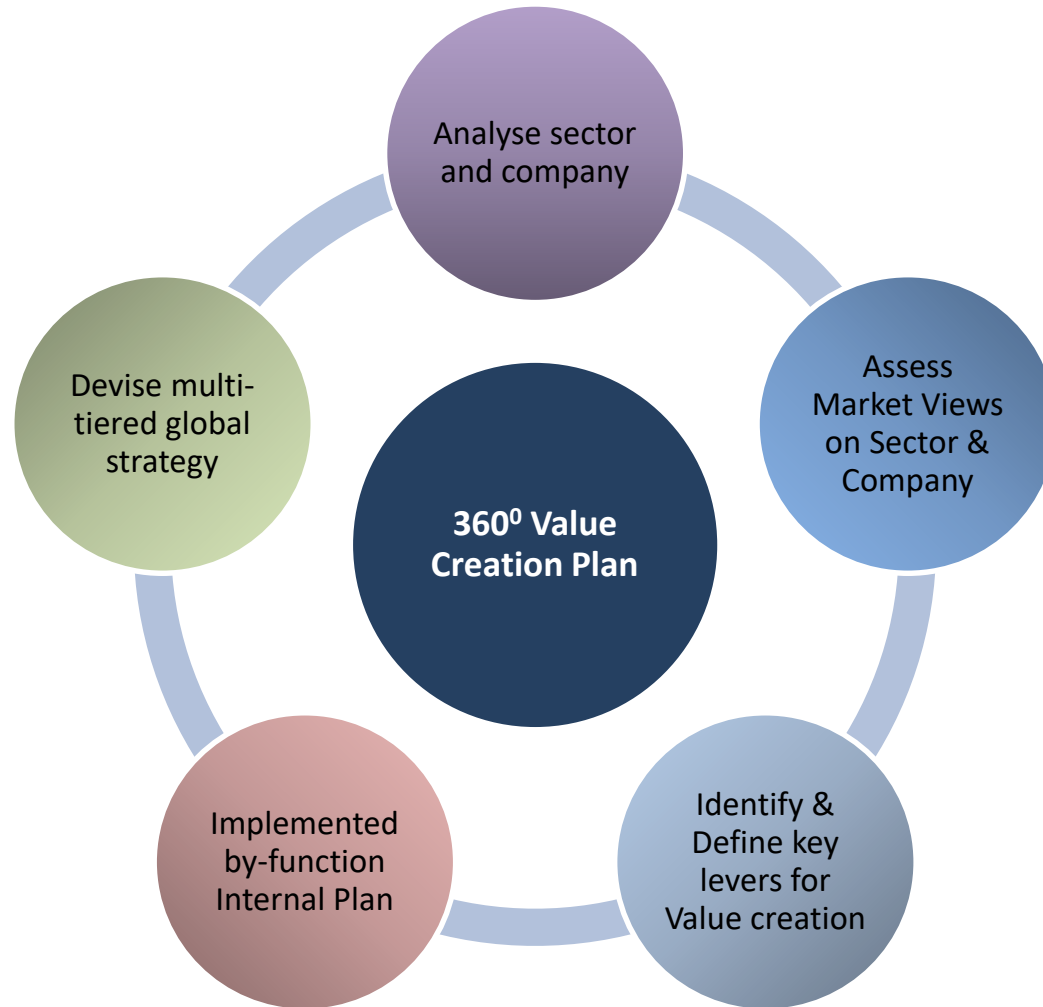 Analyse sector
and company
Assess
Market Views
on Sector &
Company
Identify &
Define key
levers for
Value creation
Implemented
by-function
Internal Plan
Devise multi-
tiered global
strategy
360⁰ Value
Creation Plan